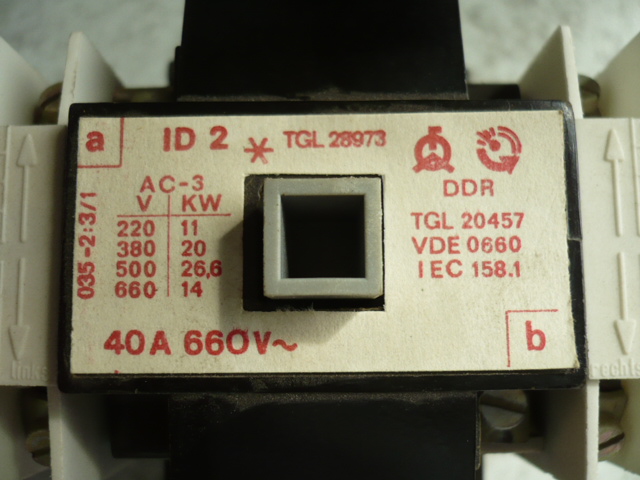 a
ID 2 * TGL 28973
DDR
AC-3
V KW
220 11
380 20
500 26,6
660 14
035-2:3/1
TGL 20457
VDE 0660
IEC 158.1
40A 660V~
b
links
rechts